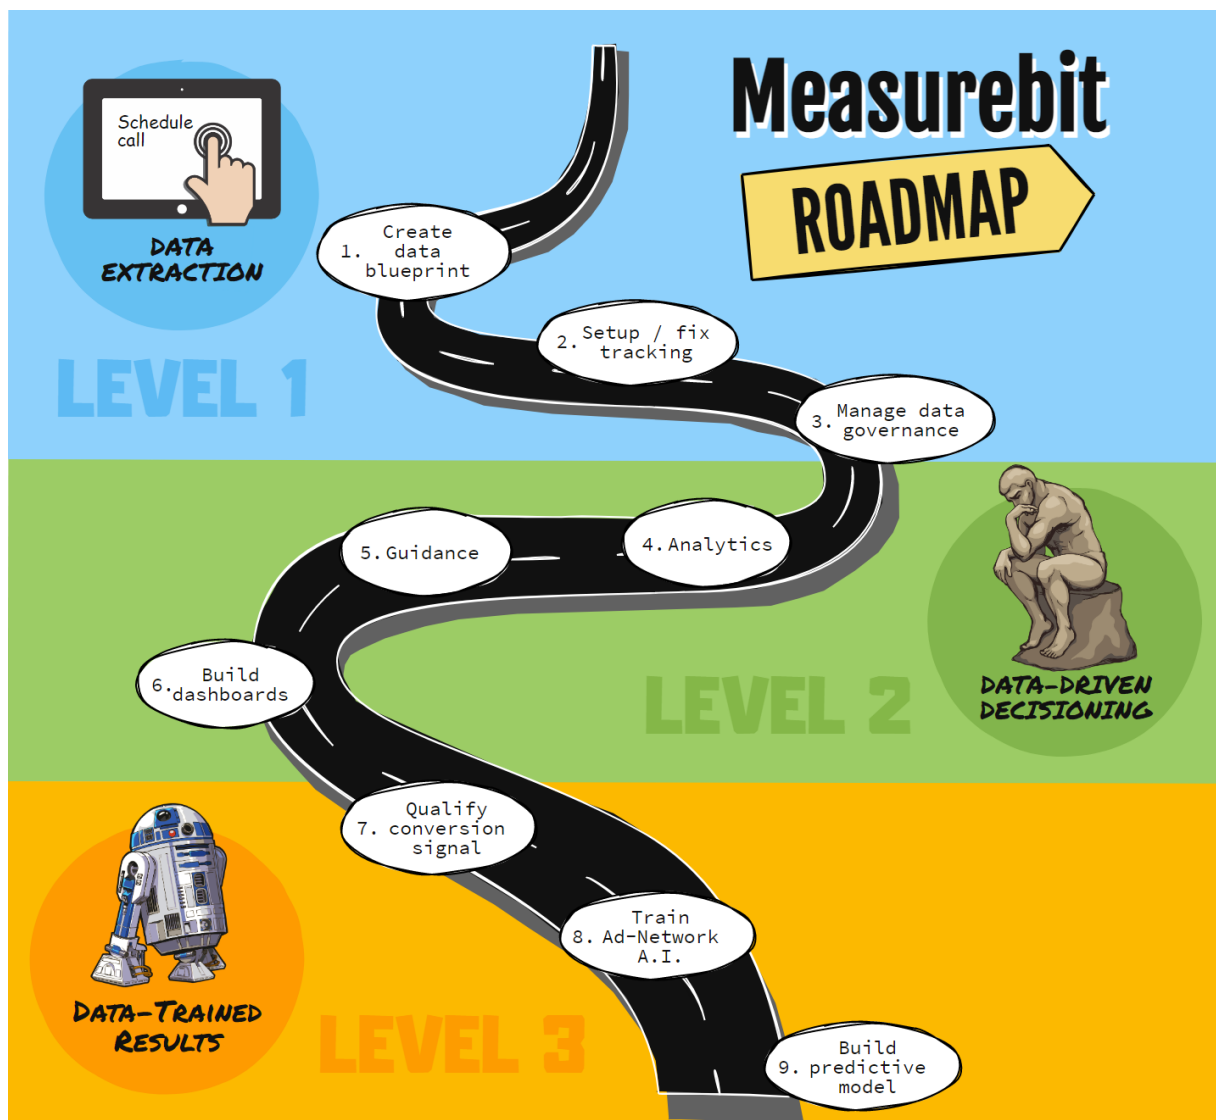 Measurebit
ROADMAP
Schedule
call
DATA
EXTRACTION
LEVEL 1
1. Create
data
blueprint
2. Setup / fix
tracking
3. Manage data
governance
4. Analytics
5. Guidance
6. Build
dashboards
LEVEL 2
DATA-DRIVEN
DECISIONING
7. Qualify
conversion
signal
8. Train
Ad-Network
A.I.
9. Build
predictive
model
DATA-TRAINED
RESULTS
LEVEL 3